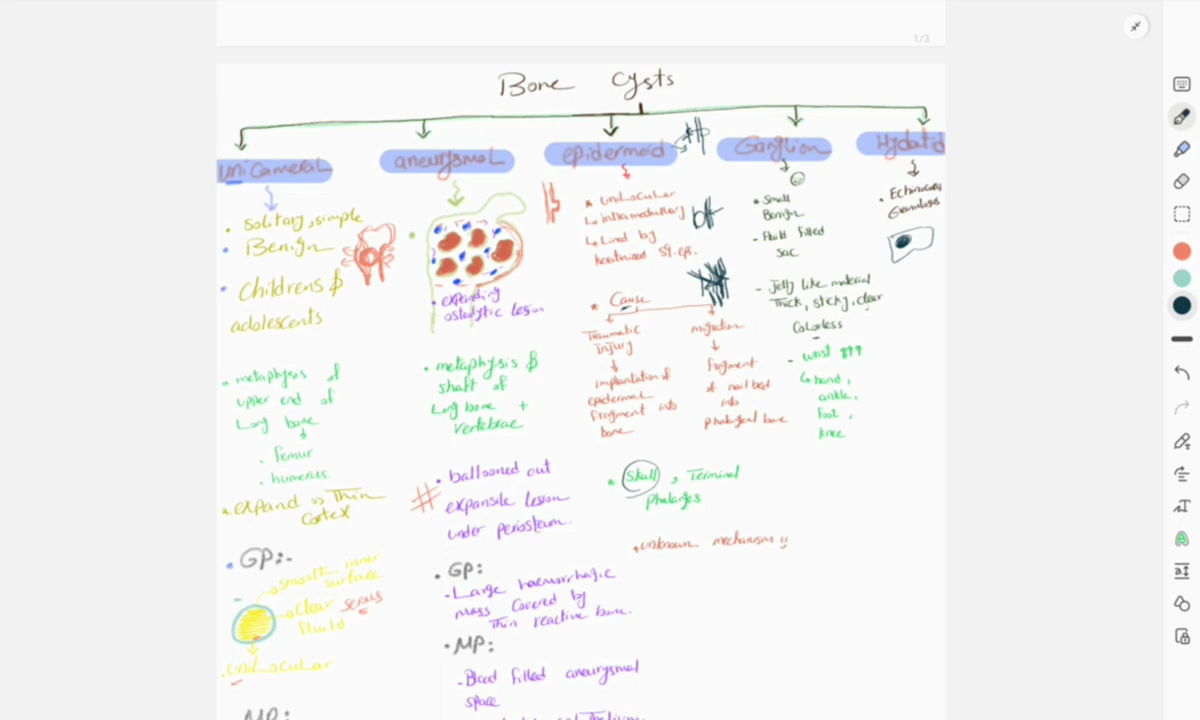 1/3
Bone Cysts
Unicameral
aneurysmal
epidermoid
Ganglion
Hydatid
• solitary, simple
• Benign
• Childrens &
adolescents
• metaphysis of
upper end of
Long bone
. Femur
. humerus
* expand >> Thin
Cortex
• GP:-
smooth inner
surface
Clear serous
fluid
. uniLocular
MP:
• expanding
osteolytic lesion
• metaphysis &
shaft of
Long bone +
vertebrae
• ballooned out
expansile lesion
under periosteum.
• GP:
- Large haemorrhagic
mass Covered by
Thin reactive bone.
• MP:
- Blood filled aneurysmal
space
* uniLocular
intramedullary
Lined by
keratnized sq. ep.
* Cause
Traumatic
injury
implantation of
epidermal
fragment into
bone
migration
fragment
of nail bed
into
phalangeal bone
* Skull, Terminal
phalanges
* unknown mechanism !!
* Small
Benign
- Fluid filled
sac
- Jelly like material
Thick, sticky, clear
Colorless
- wrist
hand,
ankle,
foot,
knee
• Echinococcus
Granulosis